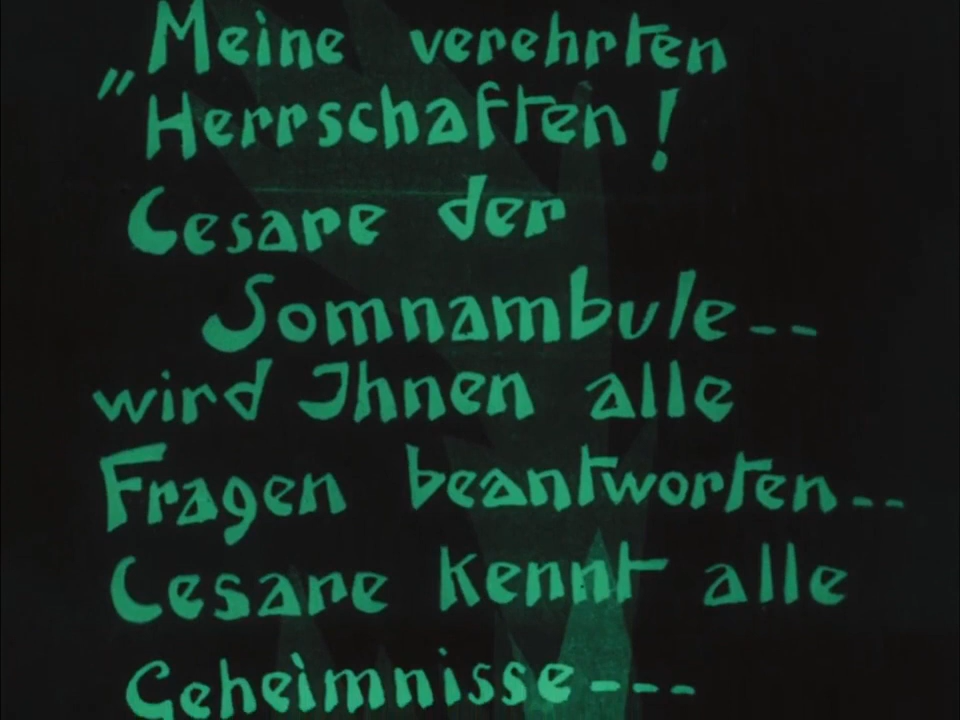 „Meine verehrten
Herrschaften!
Cesare der
Somnambule--
wird Ihnen alle
Fragen beantworten--
Cesare kennt alle
Geheimnisse---